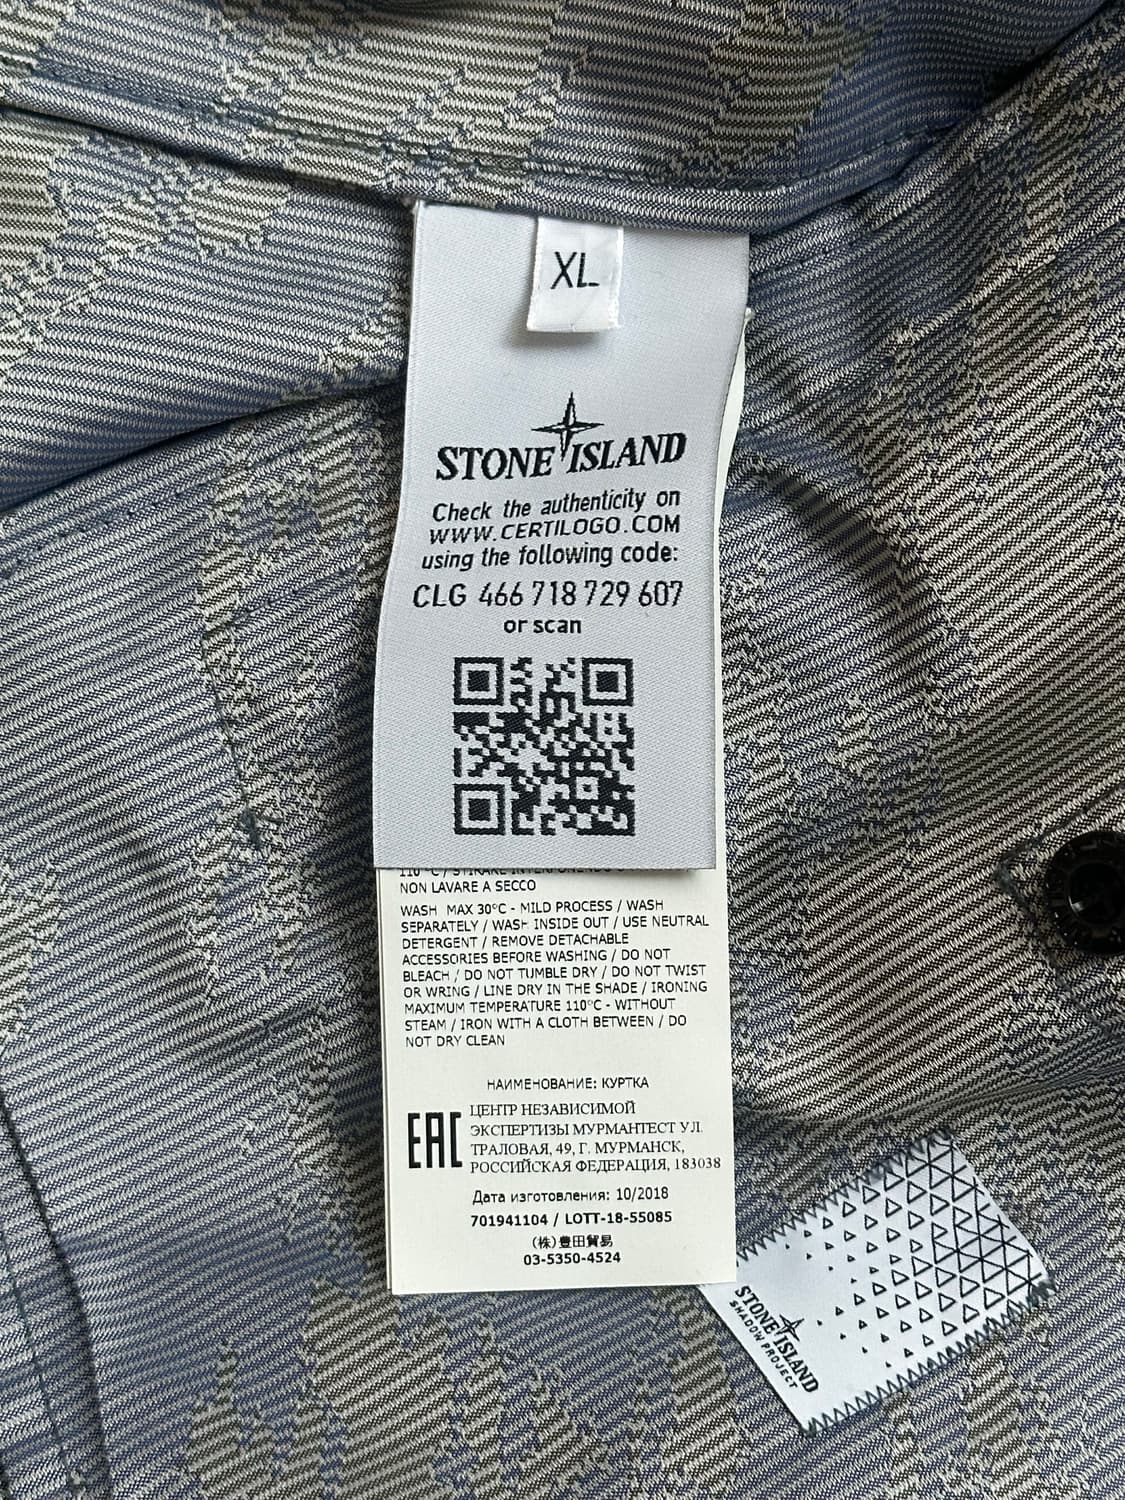 XL
STONE ISLAND
Check the authenticity on
WWW.CERTILOGO.COM
using the following code:
CLG 466 718 729 607
or scan
NON LAVARE A SECCO
WASH MAX 30°C - MILD PROCESS / WASH
SEPARATELY / WASH INSIDE OUT / USE NEUTRAL
DETERGENT / REMOVE DETACHABLE
ACCESSORIES BEFORE WASHING / DO NOT
BLEACH / DO NOT TUMBLE DRY / DO NOT TWIST
OR WRING / LINE DRY IN THE SHADE / IRONING
MAXIMUM TEMPERATURE 110°C - WITHOUT
STEAM / IRON WITH A CLOTH BETWEEN / DO
NOT DRY CLEAN
НАИМЕНОВАНИЕ: КУРТКА
EAC
ЦЕНТР НЕЗАВИСИМОЙ
ЭКСПЕРТИЗЫ МУРМАНТЕСТ УЛ.
ТРАЛОВАЯ, 49, Г. МУРМАНСК,
РОССИЙСКАЯ ФЕДЕРАЦИЯ, 183038
Дата изготовления: 10/2018
701941104 / LOTT-18-55085
(株)豊田貿易
03-5350-4524
STONE ISLAND
SHADOW PROJECT